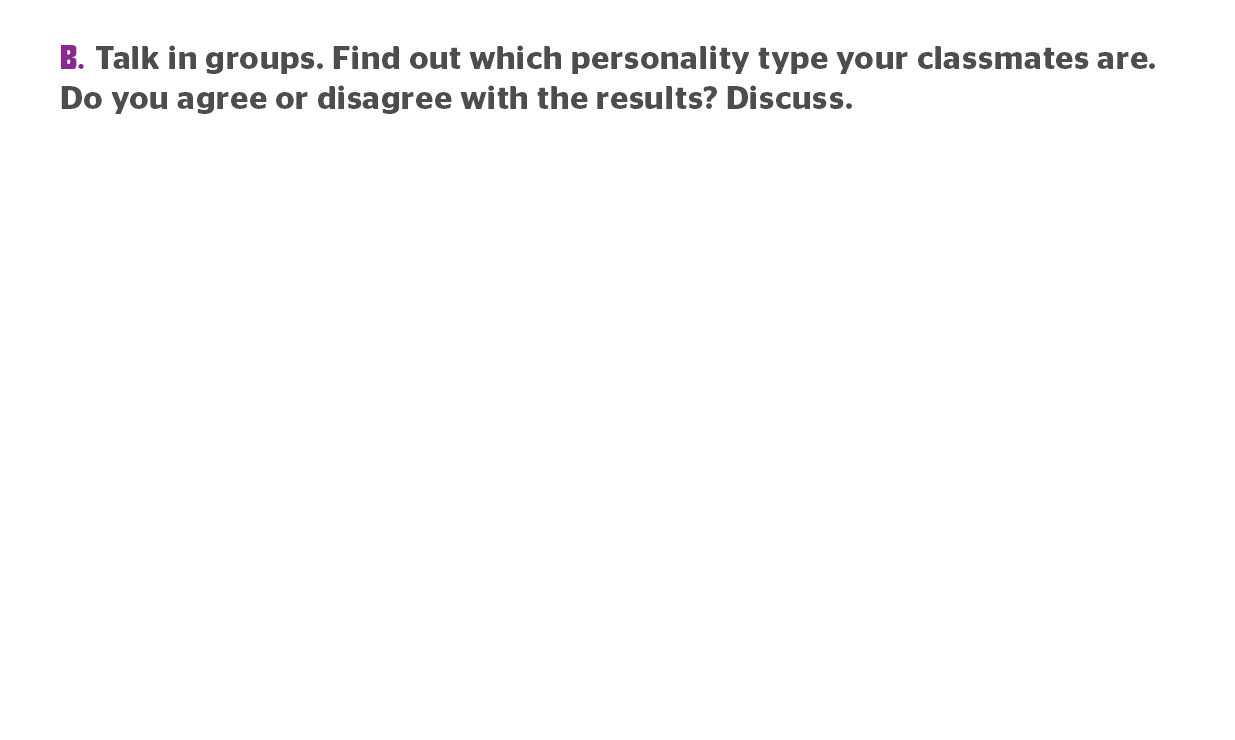 B. Talk in groups. Find out which personality type your classmates are.
Do you agree or disagree with the results? Discuss.